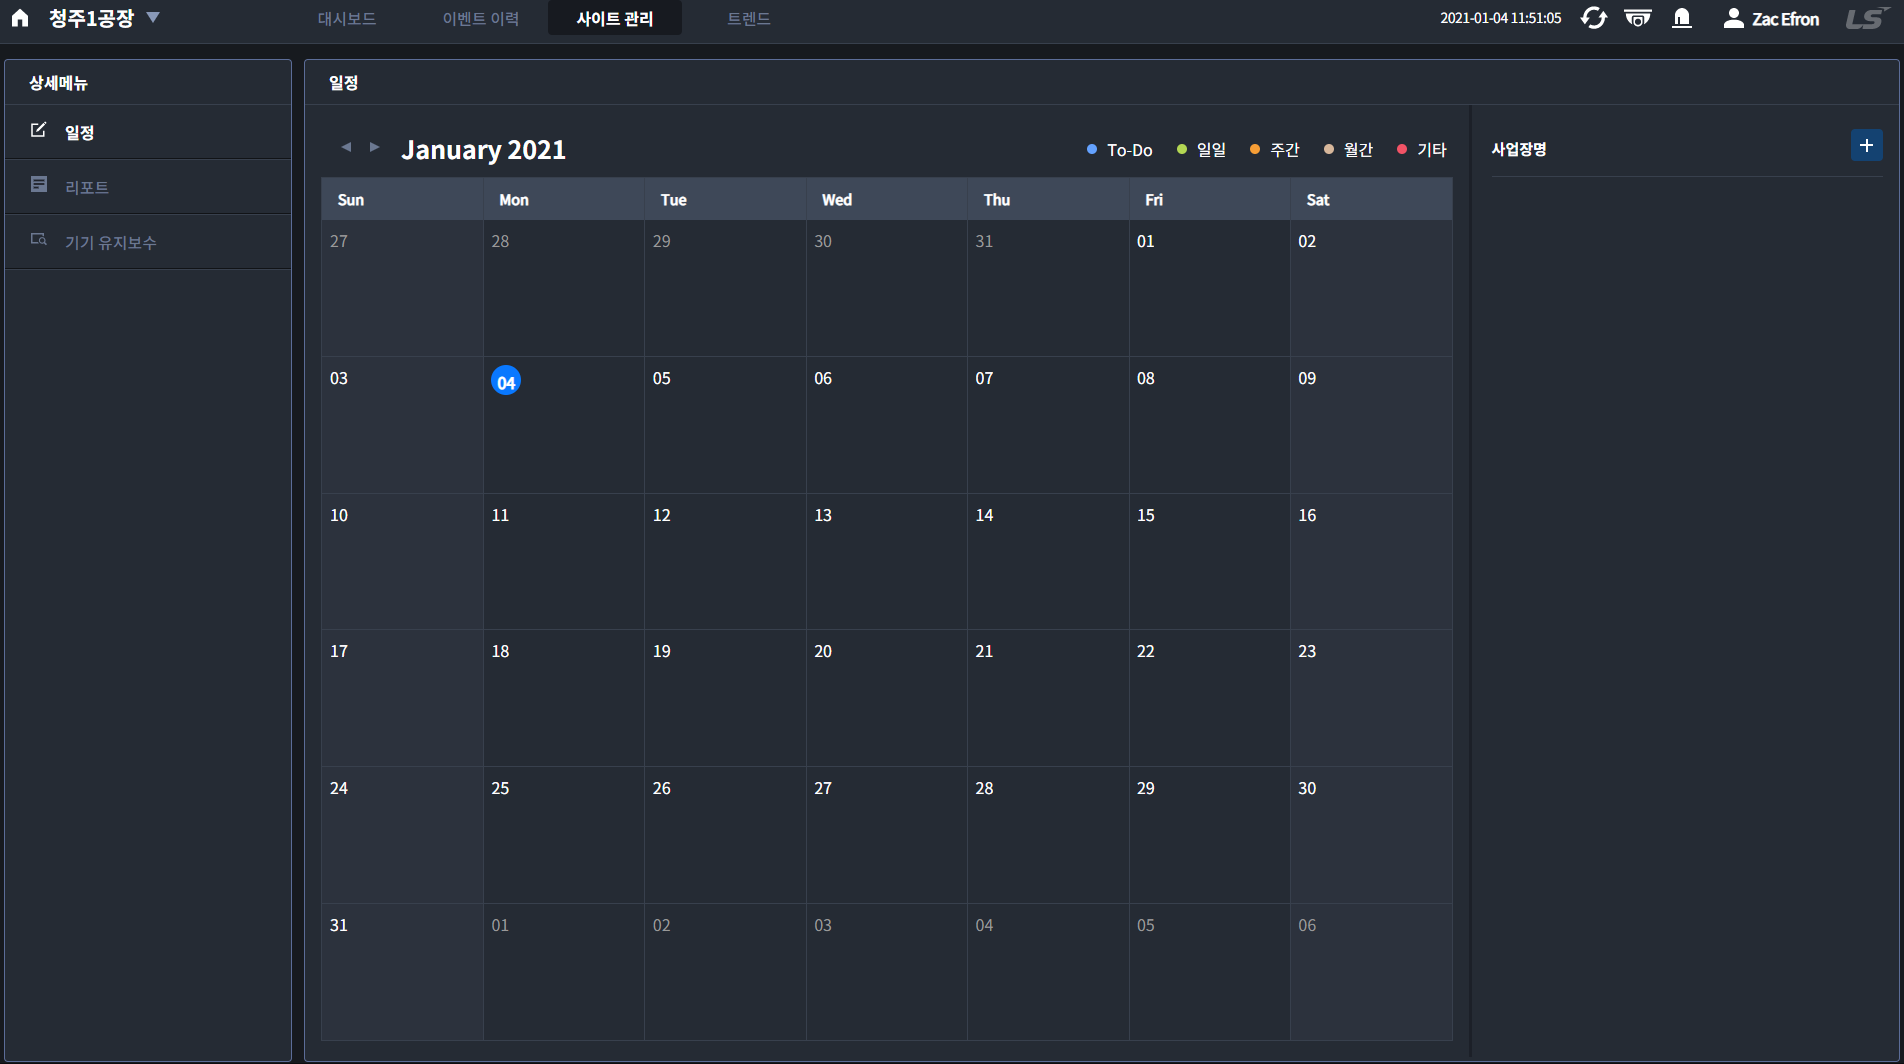 청주1공장 대시보드 이벤트 이력 사이트 관리 트렌드 2021-01-04 11:51:05 Zac Efron LS
상세메뉴
일정
리포트
기기 유지보수
일정
January 2021 To-Do 일일 주간 월간 기타
Sun Mon Tue Wed Thu Fri Sat
27 28 29 30 31 01 02
03 04 05 06 07 08 09
10 11 12 13 14 15 16
17 18 19 20 21 22 23
24 25 26 27 28 29 30
31 01 02 03 04 05 06
사업장명 +